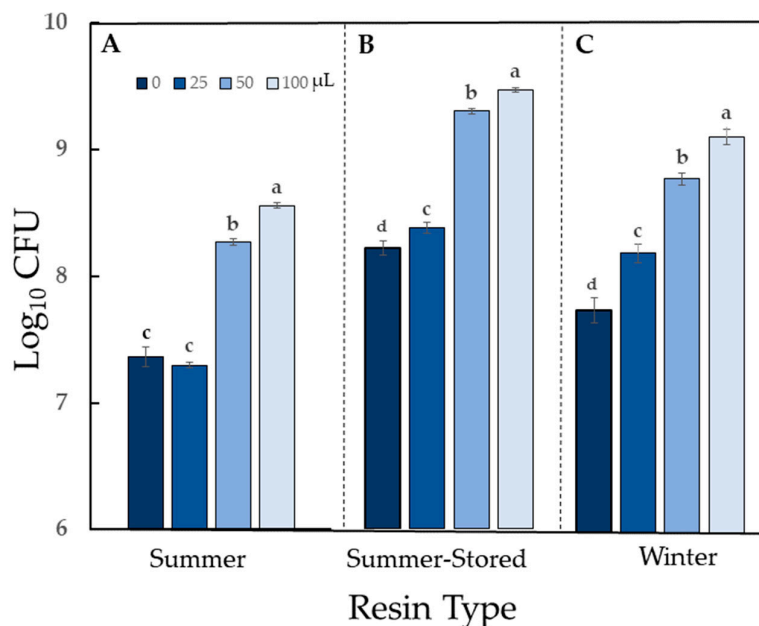 10
9
8
7
6
Log₁₀ CFU
A
B
C
0 25 50 100 μL
c c b a
d c b a
d c b a
Summer
Summer-Stored
Winter
Resin Type